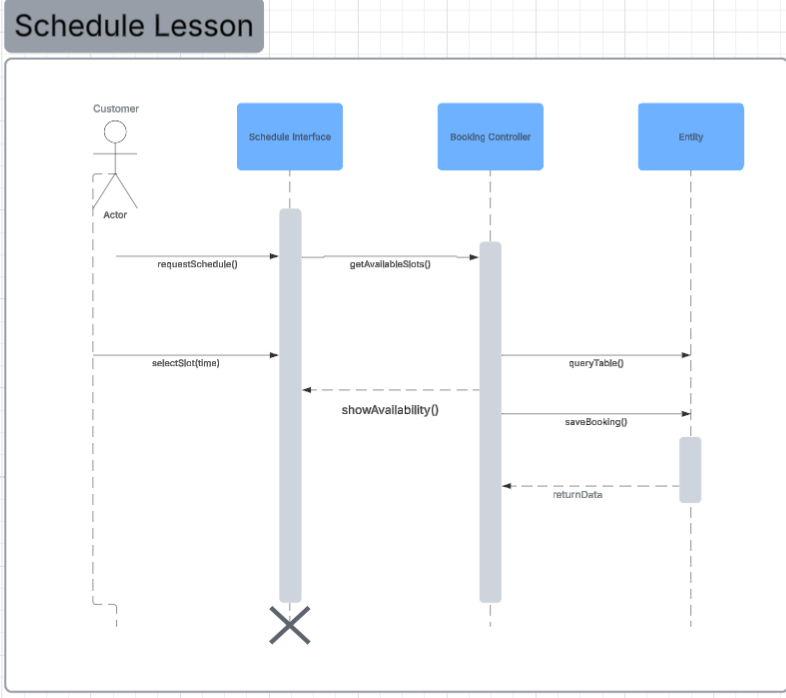 Schedule Lesson
Customer
Schedule Interface
Booking Controller
Entity
Actor
requestSchedule()
getAvailableSlots()
selectSlot(time)
queryTable()
showAvailability()
saveBooking()
returnData